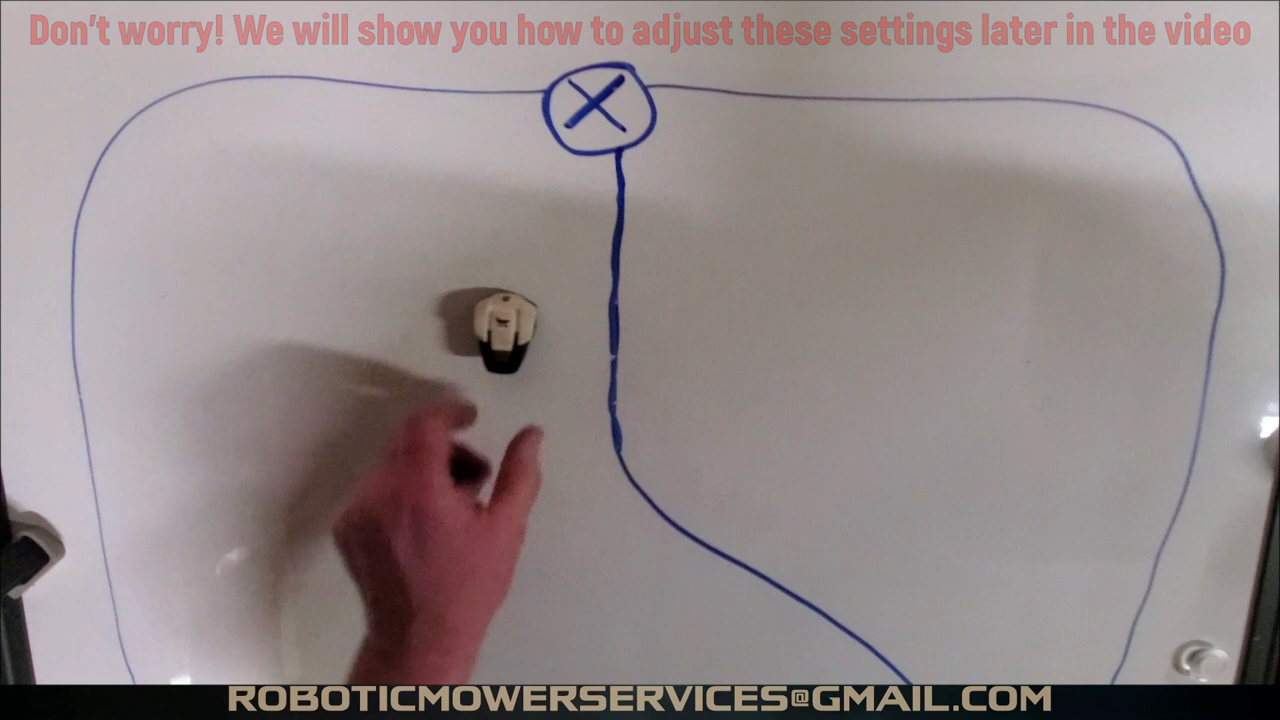 Don't worry! We will show you how to adjust these settings later in the video
X
ROBOTICMOWERSERVICES@GMAIL.COM